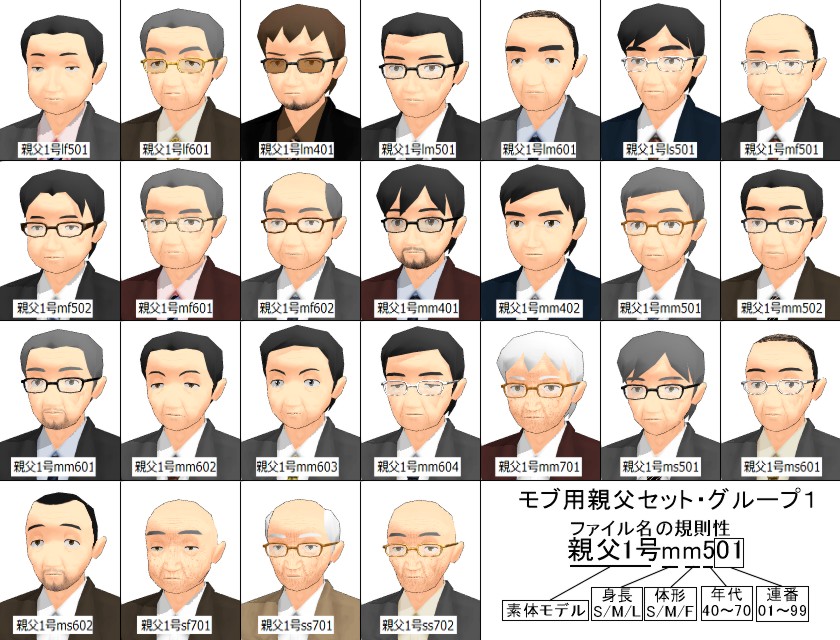 親父1号lf501
親父1号lf601
親父1号lm401
親父1号lm501
親父1号lm601
親父1号ls501
親父1号mf501
親父1号mf502
親父1号mf601
親父1号mf602
親父1号mm401
親父1号mm402
親父1号mm501
親父1号mm502
親父1号mm601
親父1号mm602
親父1号mm603
親父1号mm604
親父1号mm701
親父1号ms501
親父1号ms601
親父1号ms602
親父1号sf701
親父1号ss701
親父1号ss702
モブ用親父セット・グループ1
ファイル名の規則性
親父1号mm501
素体モデル
身長
S/M/L
体形
S/M/F
年代
40～70
連番
01～99